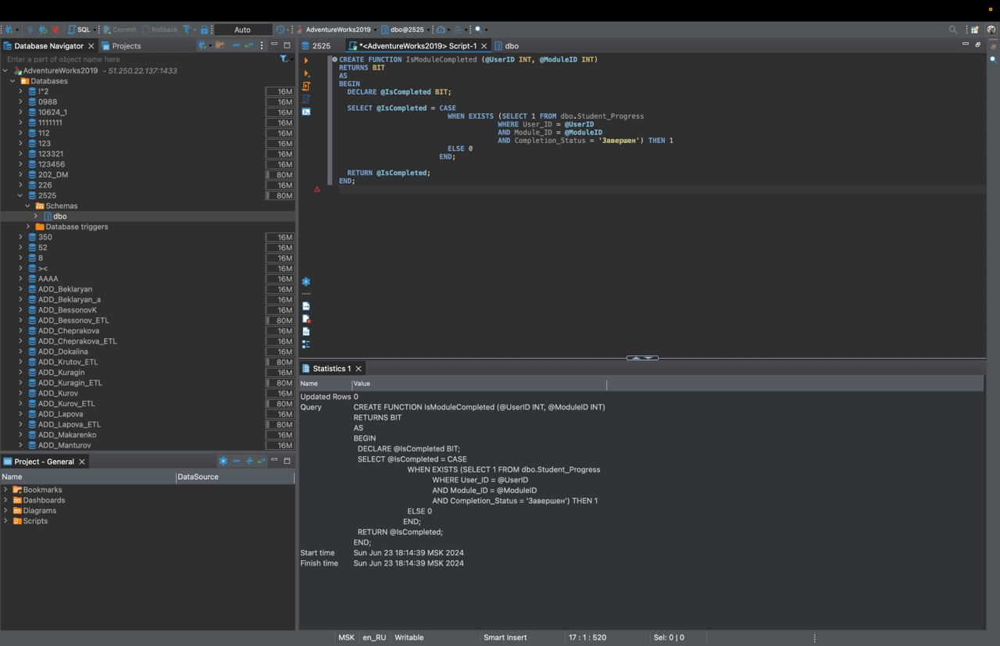 SQL
Commit
Rollback
Auto
AdventureWorks2019
dbo@2525
Database Navigator
Projects
Enter a part of object name here
AdventureWorks2019 - 51.250.22.137:1433
Databases
!"2 16M
0988 16M
10624_1 16M
1111111 16M
112 16M
123 16M
123321 16M
123456 16M
202_DM 80M
226 16M
2525 80M
Schemas
dbo
Database triggers
350 16M
52 16M
8 16M
>< 16M
AAAA 16M
ADD_Beklaryan 16M
ADD_Beklaryan_a 16M
ADD_BessonovK 16M
ADD_Bessonov_ETL 80M
ADD_Cheprakova 16M
ADD_Cheprakova_ETL 16M
ADD_Dokalina 16M
ADD_Krutov_ETL 80M
ADD_Kuragin 16M
ADD_Kuragin_ETL 80M
ADD_Kurov 16M
ADD_Kurov_ETL 80M
ADD_Lapova 16M
ADD_Lapova_ETL 80M
ADD_Makarenko 16M
ADD_Manturov 16M
Project - General
Name DataSource
Bookmarks
Dashboards
Diagrams
Scripts
2525
*<AdventureWorks2019> Script-1
dbo
CREATE FUNCTION IsModuleCompleted (@UserID INT, @ModuleID INT)
RETURNS BIT
AS
BEGIN
DECLARE @IsCompleted BIT;
SELECT @IsCompleted = CASE
WHEN EXISTS (SELECT 1 FROM dbo.Student_Progress
WHERE User_ID = @UserID
AND Module_ID = @ModuleID
AND Completion_Status = 'Завершен') THEN 1
ELSE 0
END;
RETURN @IsCompleted;
END;
Statistics 1
Name Value
Updated Rows 0
Query CREATE FUNCTION IsModuleCompleted (@UserID INT, @ModuleID INT)
RETURNS BIT
AS
BEGIN
DECLARE @IsCompleted BIT;
SELECT @IsCompleted = CASE
WHEN EXISTS (SELECT 1 FROM dbo.Student_Progress
WHERE User_ID = @UserID
AND Module_ID = @ModuleID
AND Completion_Status = 'Завершен') THEN 1
ELSE 0
END;
RETURN @IsCompleted;
END;
Start time Sun Jun 23 18:14:39 MSK 2024
Finish time Sun Jun 23 18:14:39 MSK 2024
MSK en_RU Writable Smart Insert 17 : 1 : 520 Sel: 0 | 0